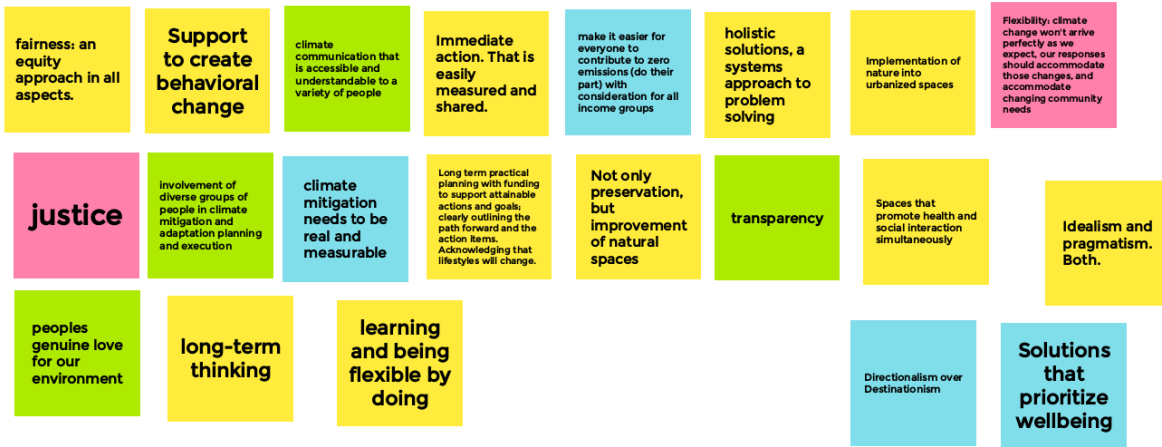 fairness: an
equity
approach in all
aspects.
Support
to create
behavioral
change
climate
communication that
is accessible and
understandable to a
variety of people
Immediate
action. That is
easily
measured and
shared.
make it easier for
everyone to
contribute to zero
emissions (do their
part) with
consideration for all
income groups
holistic
solutions, a
systems
approach to
problem
solving
Implementation of
nature into
urbanized spaces
Flexibility: climate
change won't arrive
perfectly as we
expect, our responses
should accommodate
those changes, and
accommodate
changing community
needs
justice
involvement of
diverse groups of
people in climate
mitigation and
adaptation planning
and execution
climate
mitigation
needs to be
real and
measurable
Long term practical
planning with funding
to support attainable
actions and goals;
clearly outlining the
path forward and the
action items.
Acknowledging that
lifestyles will change.
Not only
preservation,
but
improvement
of natural
spaces
transparency
Spaces that
promote health and
social interaction
simultaneously
Idealism and
pragmatism.
Both.
peoples
genuine love
for our
environment
long-term
thinking
learning
and being
flexible by
doing
Directionalism over
Destinationism
Solutions
that
prioritize
wellbeing